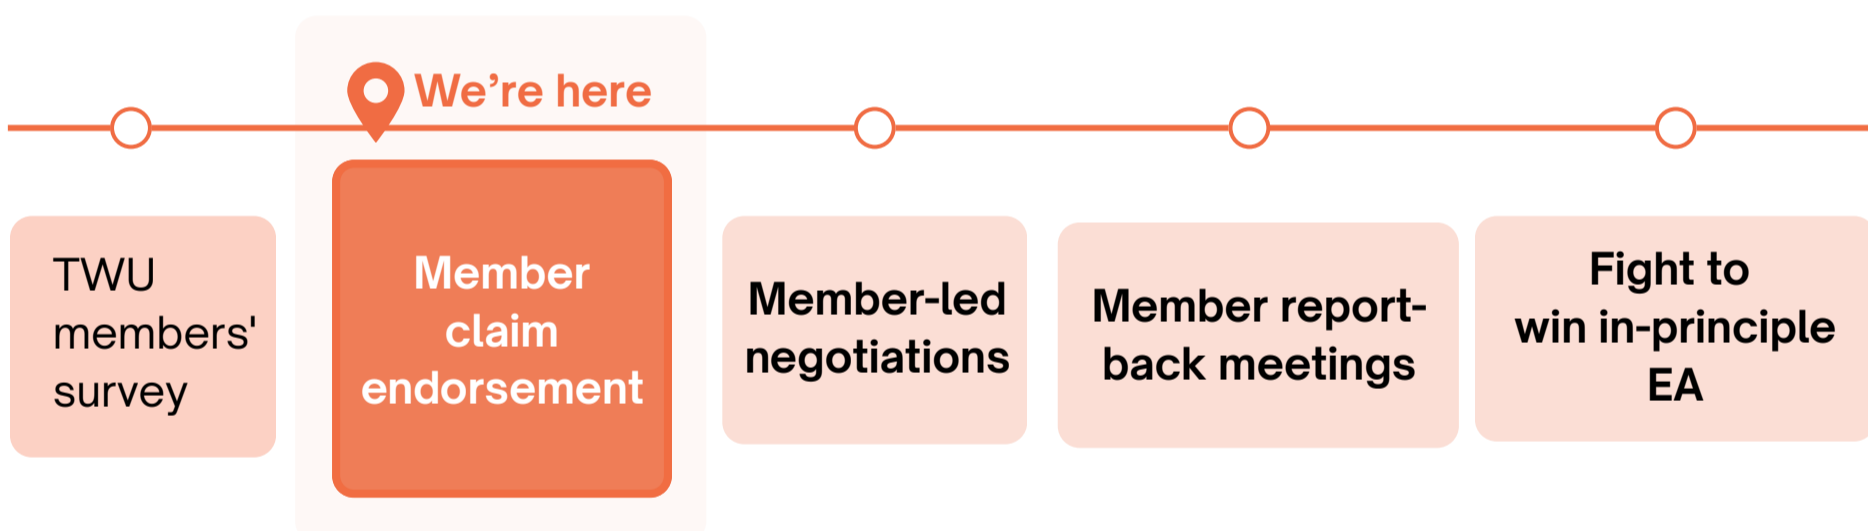 We’re here
TWU
members'
survey
Member
claim
endorsement
Member-led
negotiations
Member report-
back meetings
Fight to
win in-principle
EA